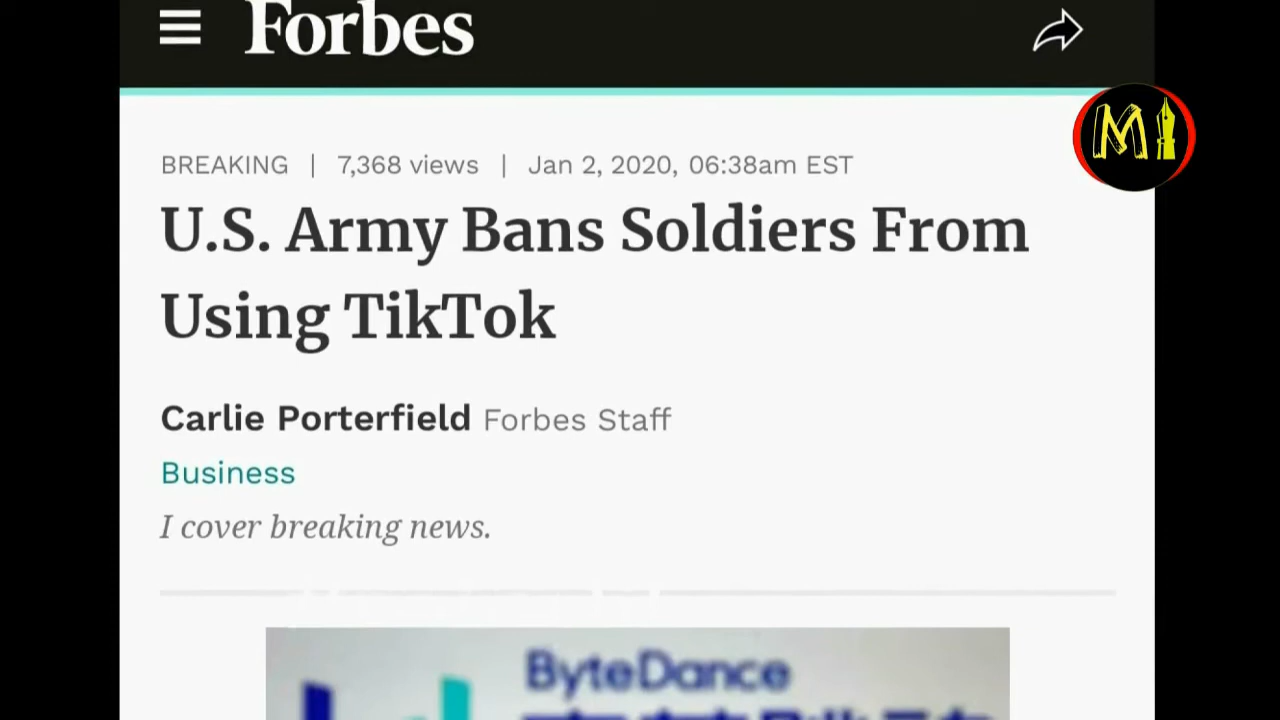 Forbes
M
BREAKING | 7,368 views | Jan 2, 2020, 06:38am EST
U.S. Army Bans Soldiers From
Using TikTok
Carlie Porterfield Forbes Staff
Business
I cover breaking news.
ByteDance